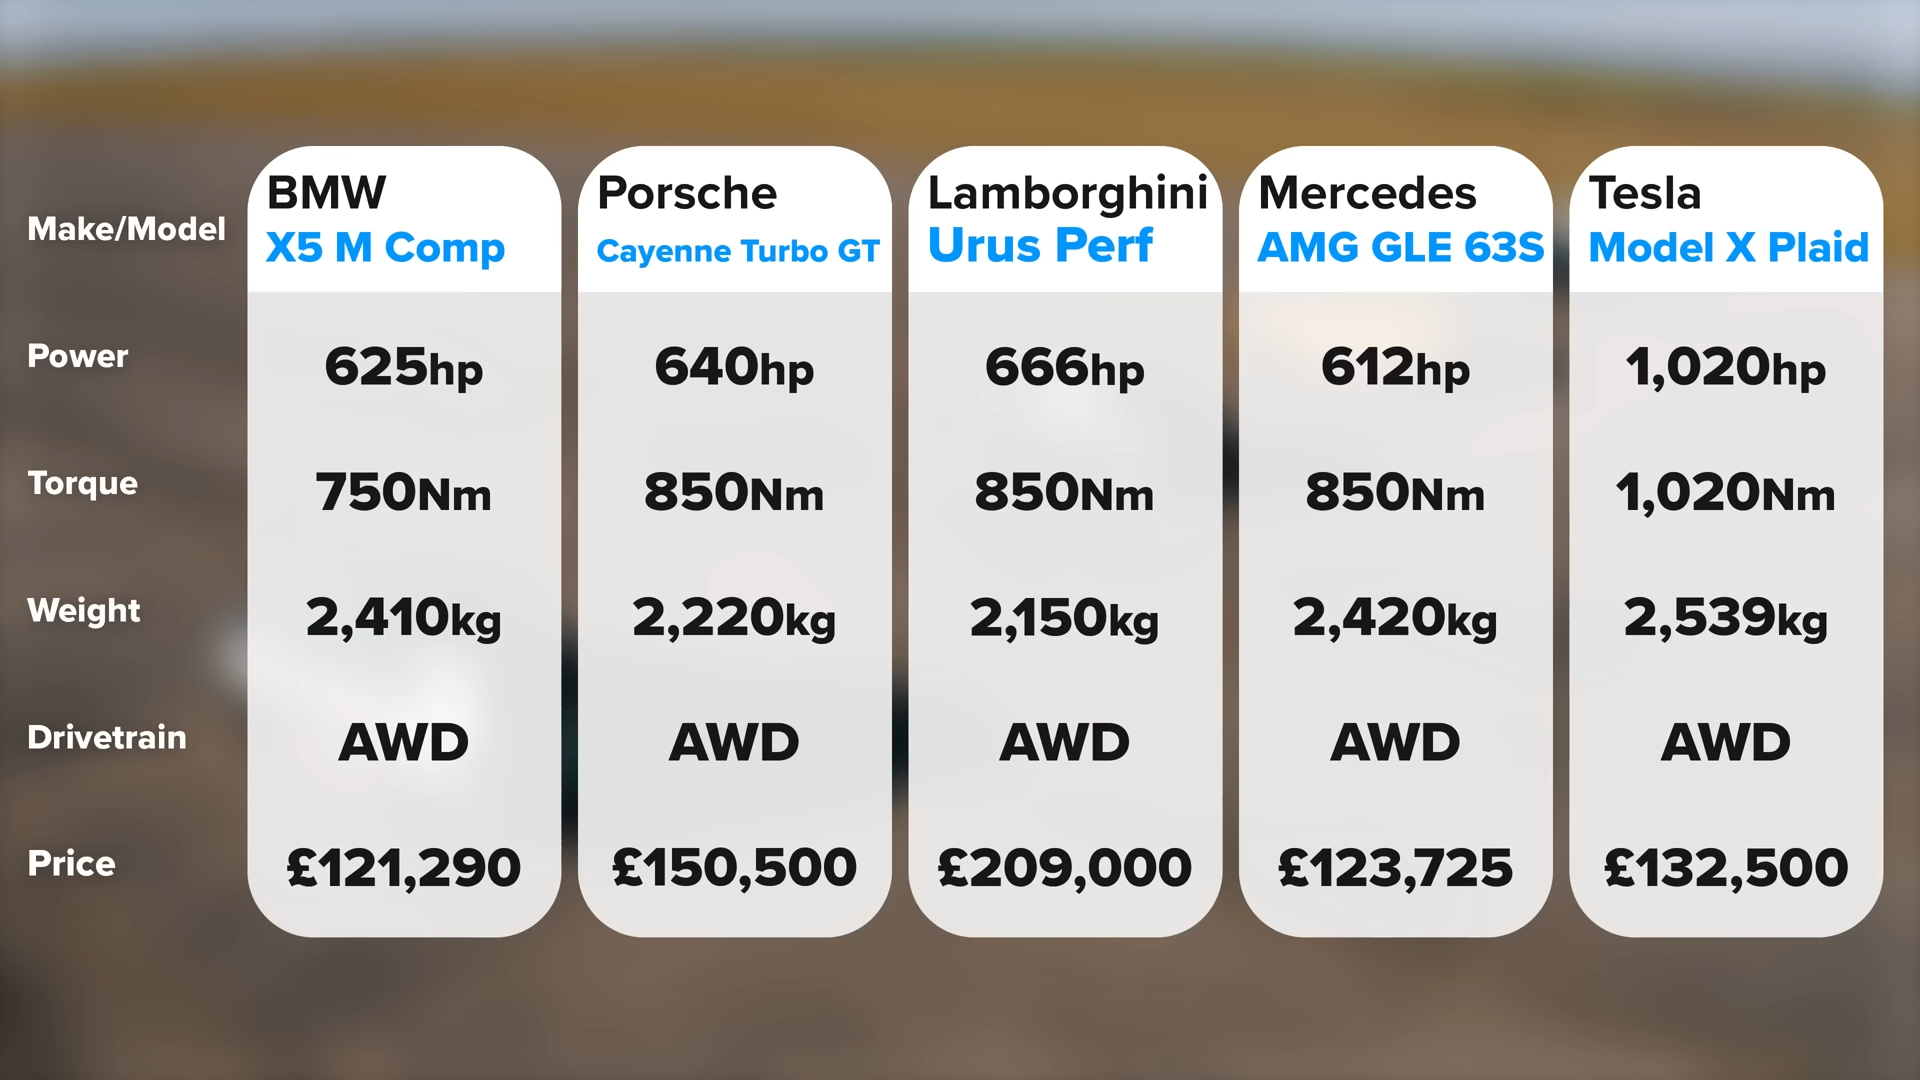 Make/Model
BMW
X5 M Comp
Porsche
Cayenne Turbo GT
Lamborghini
Urus Perf
Mercedes
AMG GLE 63S
Tesla
Model X Plaid
Power 625hp 640hp 666hp 612hp 1,020hp
Torque 750Nm 850Nm 850Nm 850Nm 1,020Nm
Weight 2,410kg 2,220kg 2,150kg 2,420kg 2,539kg
Drivetrain AWD AWD AWD AWD AWD
Price £121,290 £150,500 £209,000 £123,725 £132,500